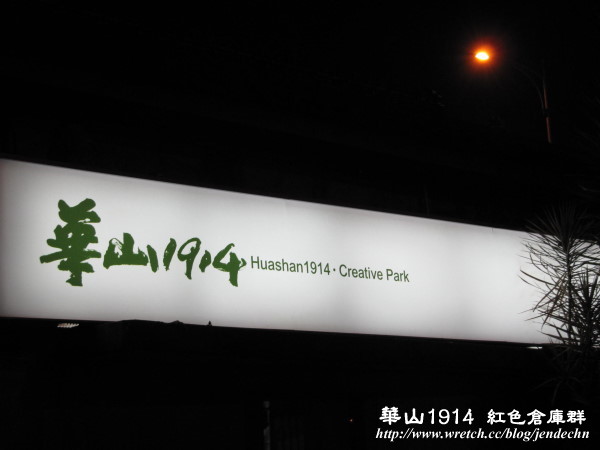 華山1914 Huashan1914·Creative Park
華山1914 紅色倉庫群
http://www.wretch.cc/blog/jendechn